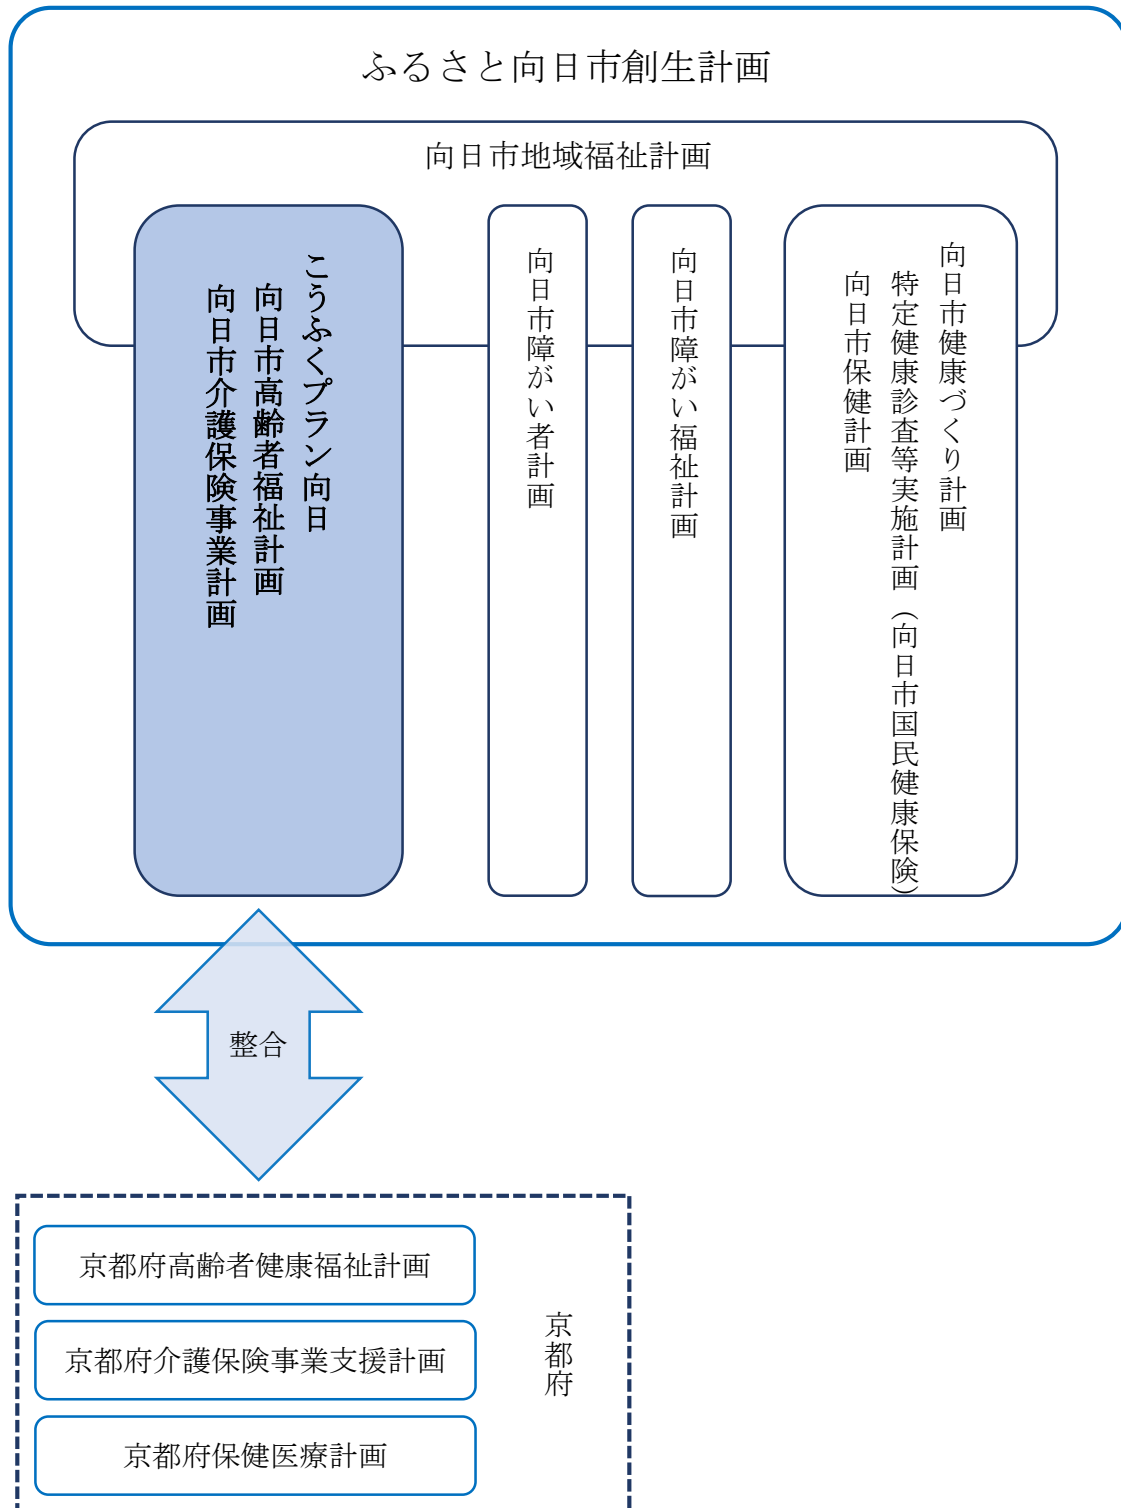 ふるさと向日市創生計画
向日市地域福祉計画
向日市健康づくり計画
特定健康診査等実施計画（向日市国民健康保険）
向日市保健計画
向日市障がい福祉計画
向日市障がい者計画
こうふくプラン向日
向日市高齢者福祉計画
向日市介護保険事業計画
整合
京都府
京都府高齢者健康福祉計画
京都府介護保険事業支援計画
京都府保健医療計画